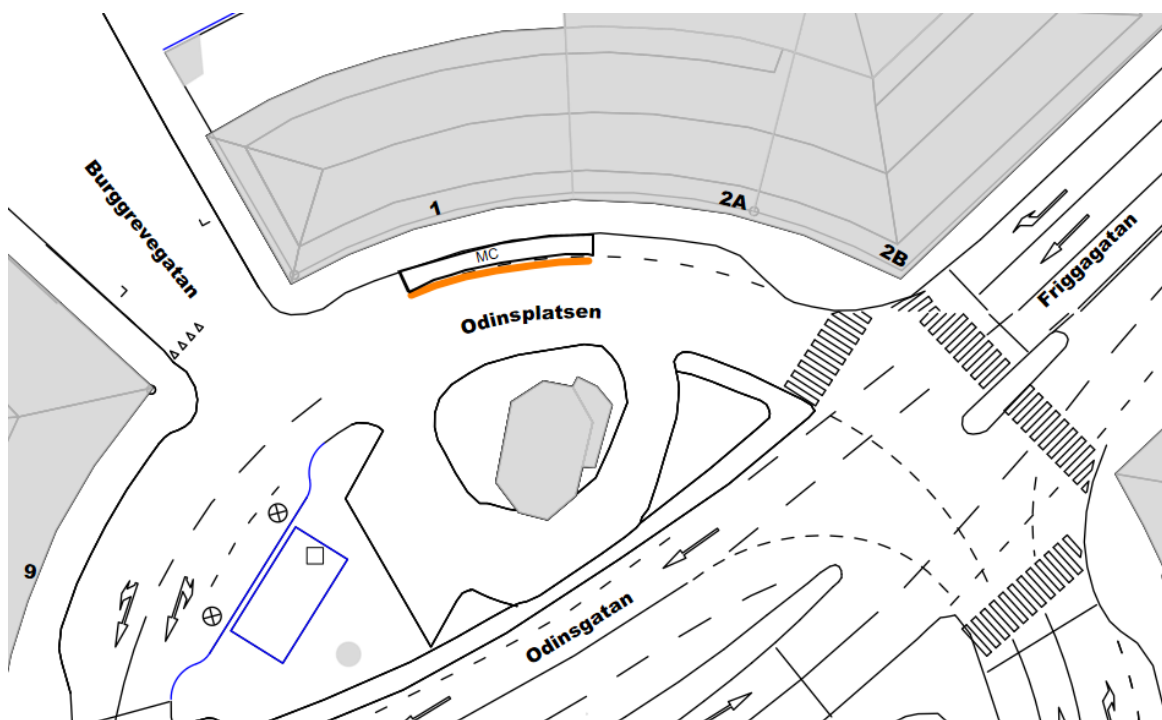 Burggrevegatan
1
2A
2B
MC
Friggagatan
Odinsplatsen
9
Odinsgatan